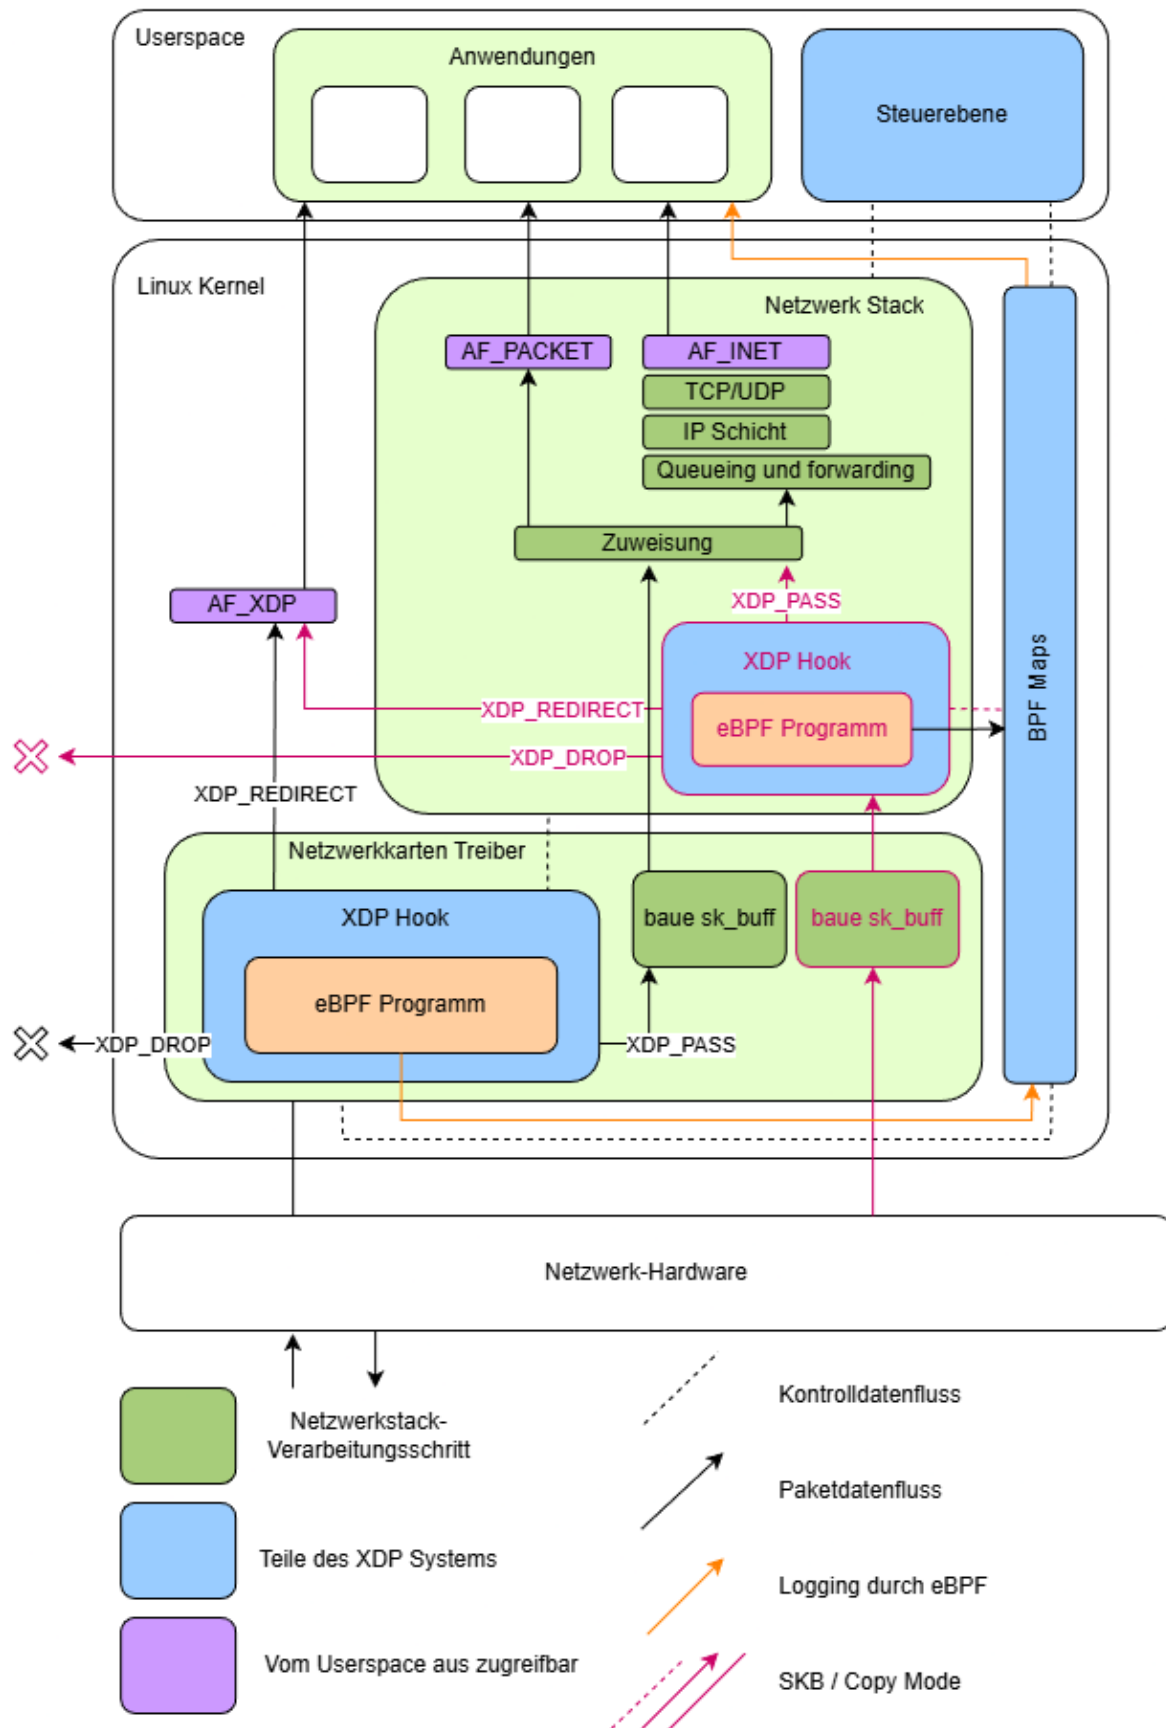 Userspace
Anwendungen
Steuerebene
Linux Kernel
Netzwerk Stack
AF_PACKET
AF_INET
TCP/UDP
IP Schicht
Queueing und forwarding
Zuweisung
AF_XDP
XDP_PASS
XDP Hook
XDP_REDIRECT
eBPF Programm
BPF Maps
XDP_DROP
XDP_REDIRECT
Netzwerkkarten Treiber
XDP Hook
baue sk_buff
baue sk_buff
eBPF Programm
XDP_DROP
XDP_PASS
Netzwerk-Hardware
Netzwerkstack-
Verarbeitungsschritt
Teile des XDP Systems
Vom Userspace aus zugreifbar
Kontrolldatenfluss
Paketdatenfluss
Logging durch eBPF
SKB / Copy Mode